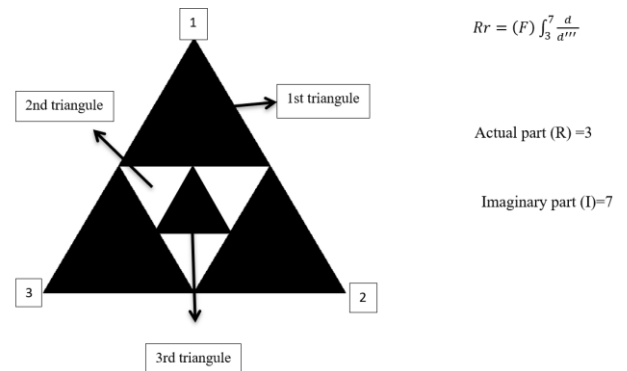 1
Rr = (F) ∫₃⁷ d/d′′′
1st triangule
2nd triangule
Actual part (R) =3
Imaginary part (I)=7
3
2
3rd triangule